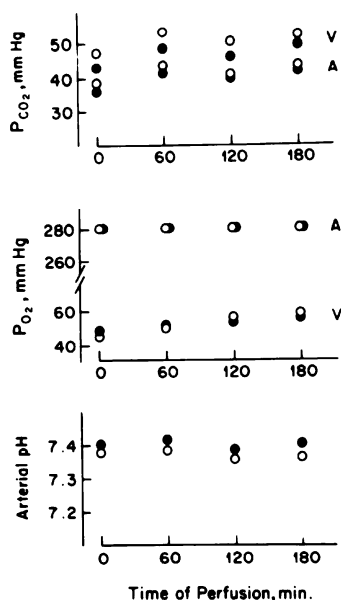 P_CO2, mm Hg
50
40
30
V
A
0 60 120 180
P_O2, mm Hg
280
260
60
40
A
V
0 60 120 180
Arterial pH
7.4
7.3
7.2
0 60 120 180
Time of Perfusion, min.